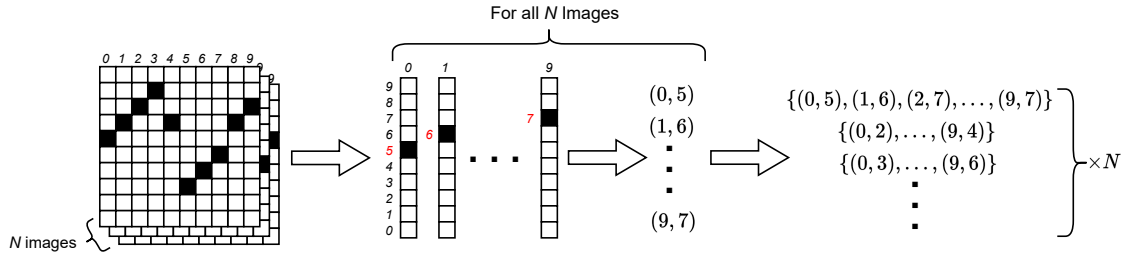 For all N Images
0 1 2 3 4 5 6 7 8 9
9
9
N images
0
9
8
7
6
5
4
3
2
1
0
1
6
9
7
(0, 5)
(1, 6)
(9, 7)
{(0, 5), (1, 6), (2, 7), . . . , (9, 7)}
{(0, 2), . . . , (9, 4)}
{(0, 3), . . . , (9, 6)}
×N